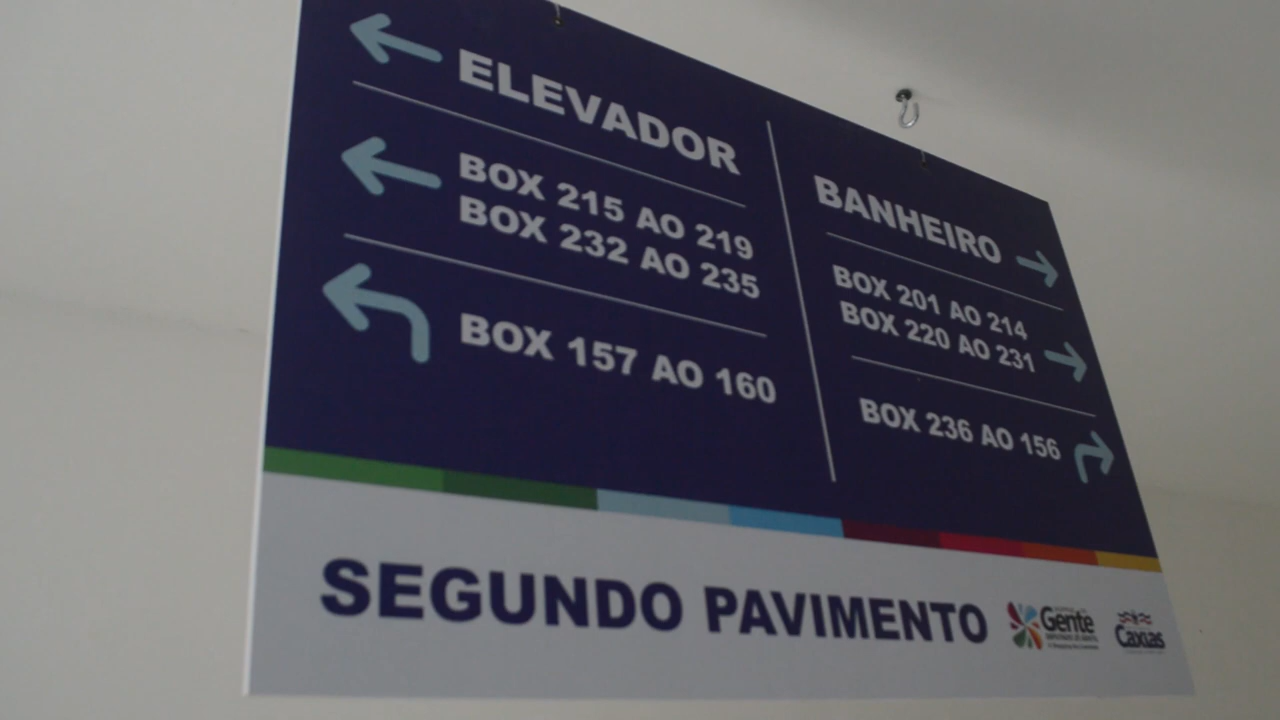 ELEVADOR
BOX 215 AO 219
BOX 232 AO 235
BOX 157 AO 160
BANHEIRO
BOX 201 AO 214
BOX 220 AO 231
BOX 236 AO 156
SEGUNDO PAVIMENTO
Gente
Caxias